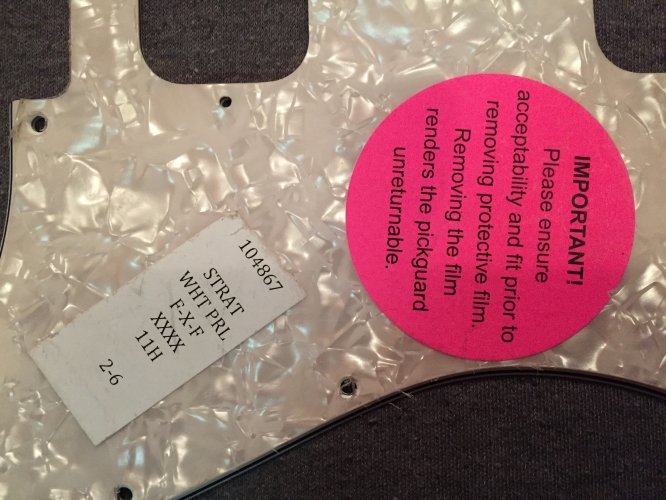 104867
STRAT
WHT PRL
F-X-F
XXXX
11H
2-6
IMPORTANT!
Please ensure
acceptability and fit prior to
removing protective film.
Removing the film
renders the pickguard
unreturnable.